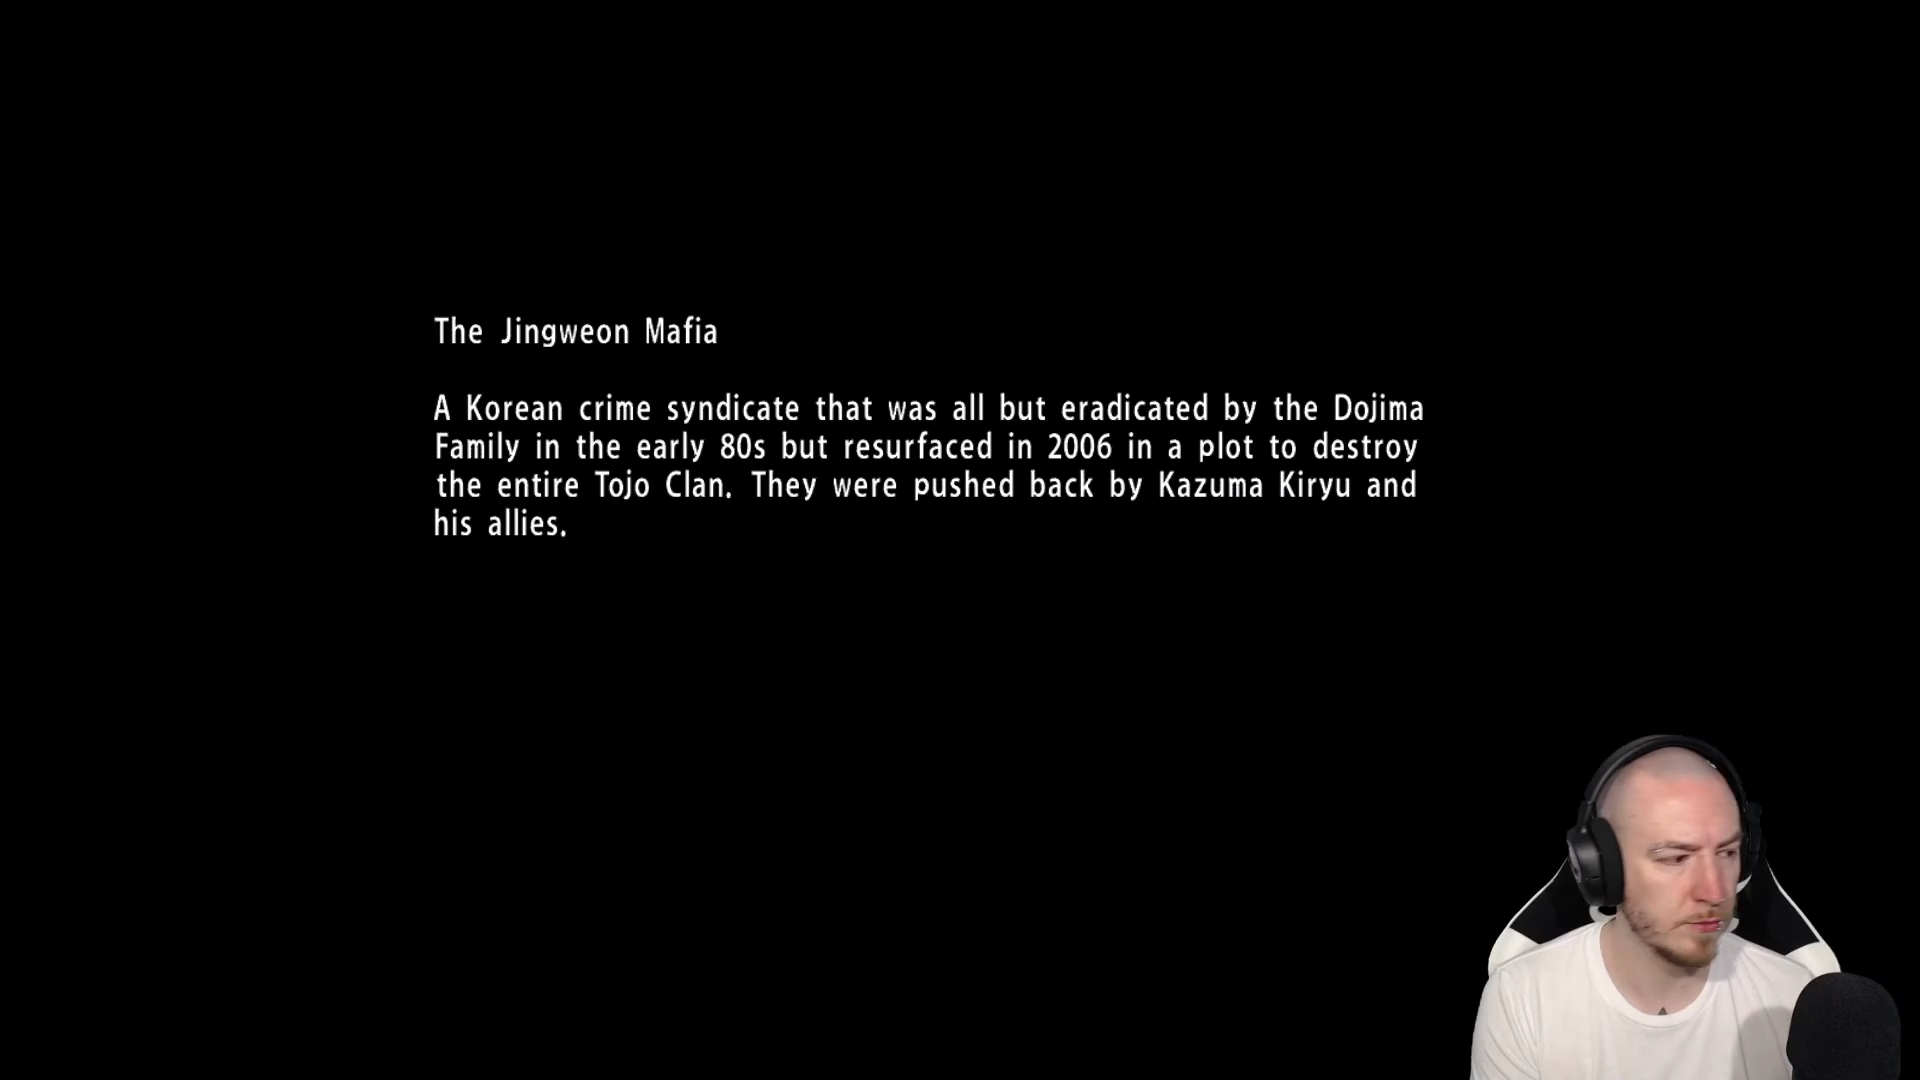 The Jingweon Mafia
A Korean crime syndicate that was all but eradicated by the Dojima
Family in the early 80s but resurfaced in 2006 in a plot to destroy
the entire Tojo Clan. They were pushed back by Kazuma Kiryu and
his allies.